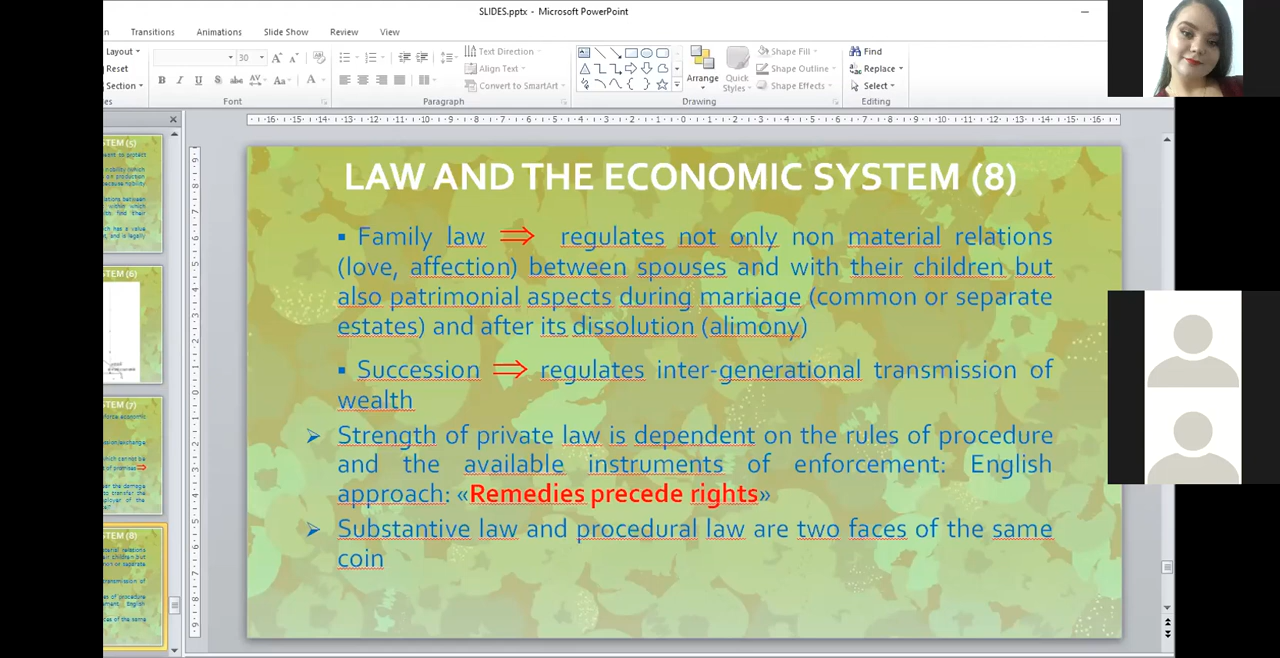 SLIDES.pptx - Microsoft PowerPoint
Transitions Animations Slide Show Review View
Layout
Reset
Section
30
Font
Text Direction
Align Text
Convert to SmartArt
Paragraph
Arrange
Quick
Styles
Shape Fill
Shape Outline
Shape Effects
Drawing
Find
Replace
Select
Editing
LAW AND THE ECONOMIC SYSTEM (8)
▪ Family law ⇒ regulates not only non material relations
(love, affection) between spouses and with their children but
also patrimonial aspects during marriage (common or separate
estates) and after its dissolution (alimony)
▪ Succession ⇒ regulates inter-generational transmission of
wealth
➢ Strength of private law is dependent on the rules of procedure
and the available instruments of enforcement: English
approach: «Remedies precede rights»
➢ Substantive law and procedural law are two faces of the same
coin